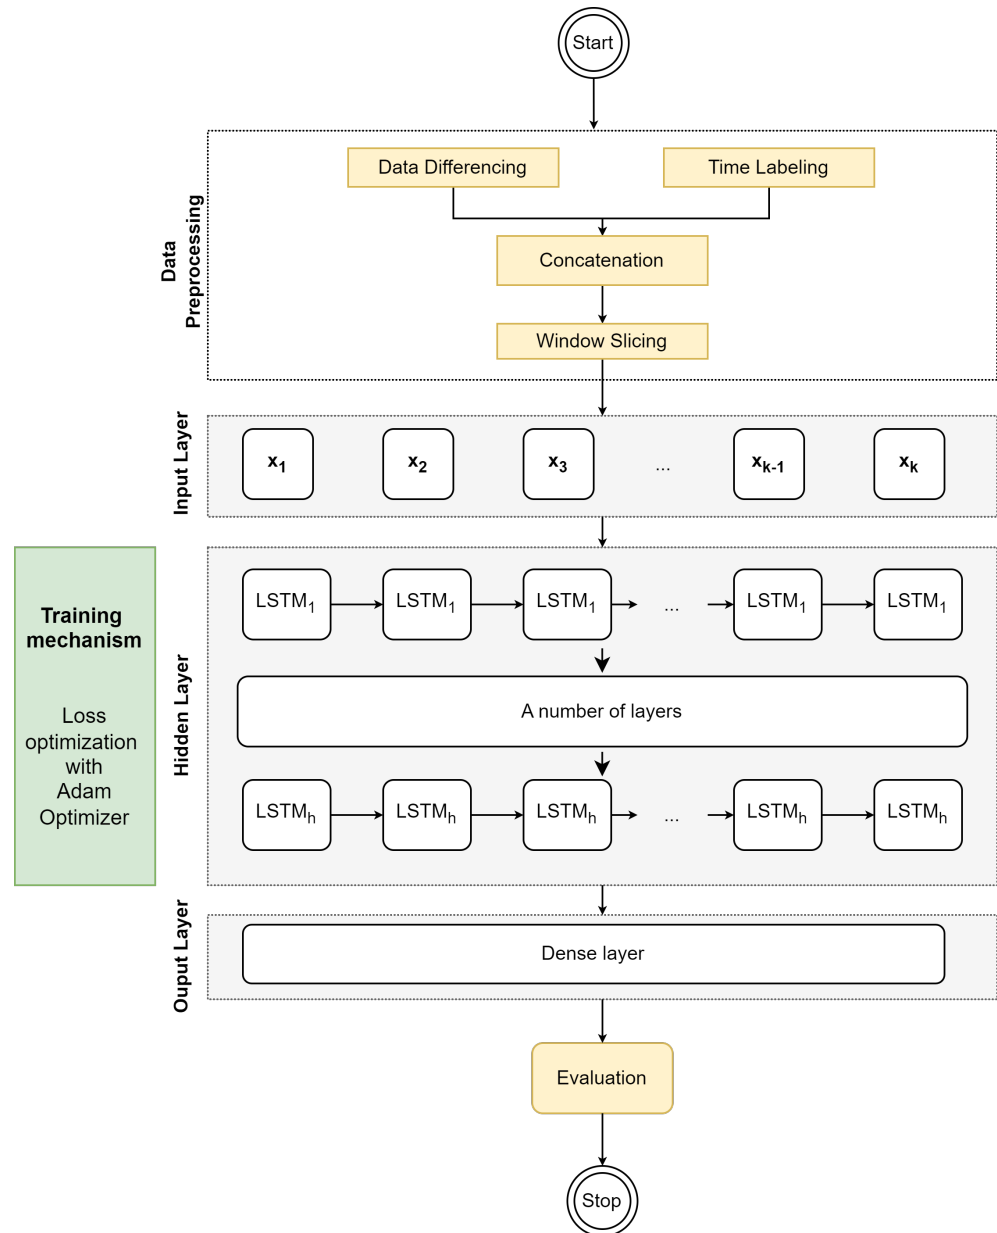 Start
Data Differencing
Time Labeling
Data
Preprocessing
Concatenation
Window Slicing
Input Layer
x1
x2
x3
...
xk-1
xk
Training
mechanism
Loss
optimization
with
Adam
Optimizer
Hidden Layer
LSTM1
LSTM1
LSTM1
...
LSTM1
LSTM1
A number of layers
LSTMh
LSTMh
LSTMh
...
LSTMh
LSTMh
Ouput Layer
Dense layer
Evaluation
Stop